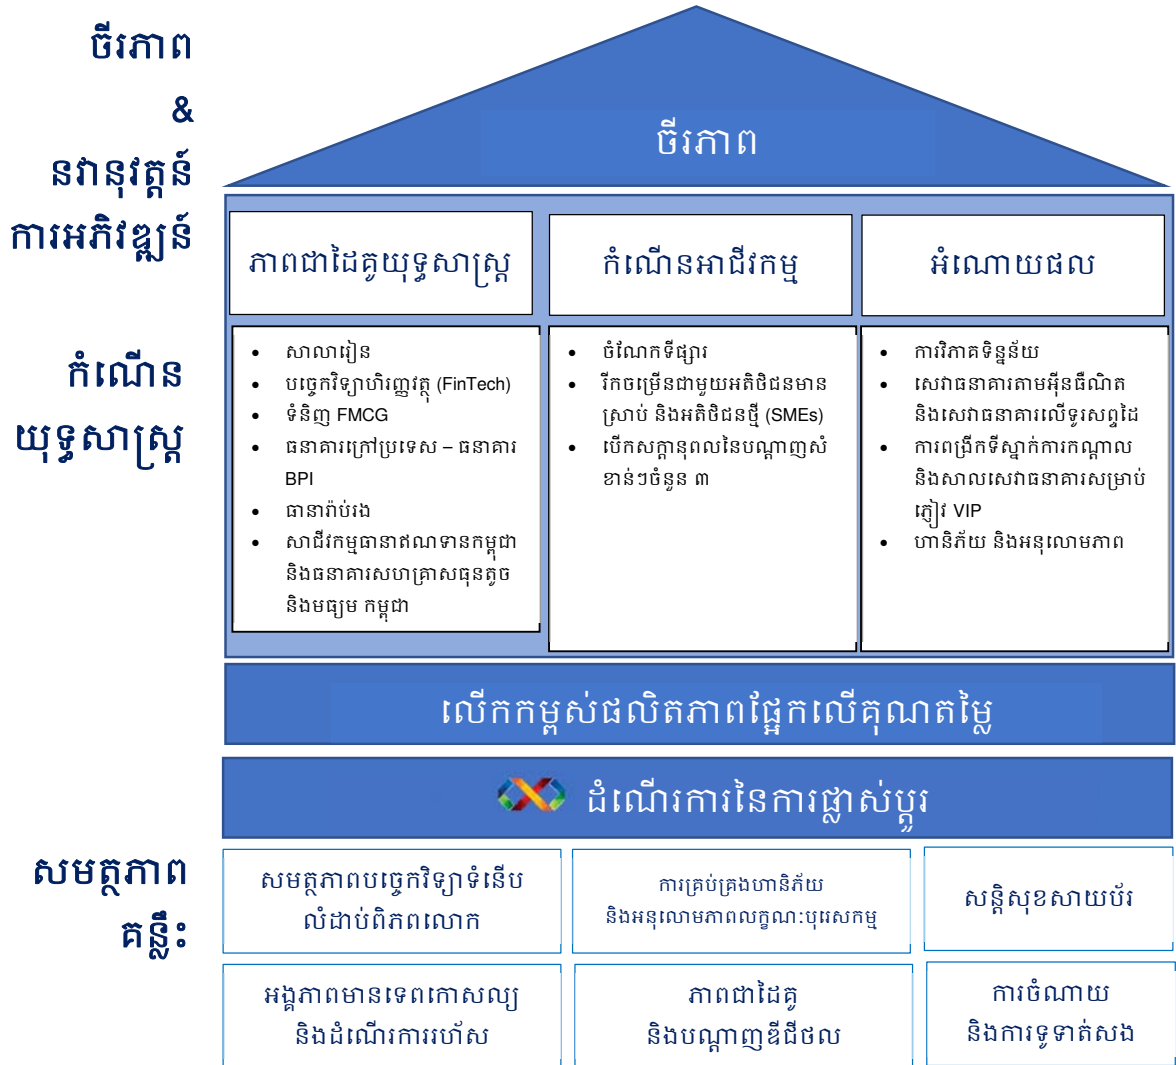 ចីរភាព
&
នវានុវត្តន៍
ការអភិវឌ្ឍន៍
ចីរភាព
ភាពជាដៃគូយុទ្ធសាស្ត្រ
កំណើនអាជីវកម្ម
អំណោយផល
កំណើន
យុទ្ធសាស្ត្រ
• សាលារៀន
• បច្ចេកវិទ្យាហិរញ្ញវត្ថុ (FinTech)
• ទំនិញ FMCG
• ធនាគារក្រៅប្រទេស – ធនាគារ
BPI
• ធានារ៉ាប់រង
• សាជីវកម្មធានាឥណទានកម្ពុជា
និងធនាគារសហគ្រាសធុនតូច
និងមធ្យម កម្ពុជា
• ចំណែកទីផ្សារ
• រីកចម្រើនជាមួយអតិថិជនមាន
ស្រាប់ និងអតិថិជនថ្មី (SMEs)
• បើកសក្តានុពលនៃបណ្តាញសំ
ខាន់ៗចំនួន ៣
• ការវិភាគទិន្នន័យ
• សេវាធនាគារតាមអ៊ីនធឺណិត
និងសេវាធនាគារលើទូរសព្ទដៃ
• ការពង្រីកទីស្នាក់ការកណ្តាល
និងសាលសេវាធនាគារសម្រាប់
ភ្ញៀវ VIP
• ហានិភ័យ និងអនុលោមភាព
លើកកម្ពស់ផលិតភាពផ្អែកលើគុណតម្លៃ
ដំណើរការនៃការផ្លាស់ប្តូរ
សមត្ថភាព
គន្លឹះ
សមត្ថភាពបច្ចេកវិទ្យាទំនើប
លំដាប់ពិភពលោក
ការគ្រប់គ្រងហានិភ័យ
និងអនុលោមភាពលក្ខណៈបុរេសកម្ម
សន្តិសុខសាយប័រ
អង្គភាពមានទេពកោសល្យ
និងដំណើរការរហ័ស
ភាពជាដៃគូ
និងបណ្តាញឌីជីថល
ការចំណាយ
និងការទូទាត់សង